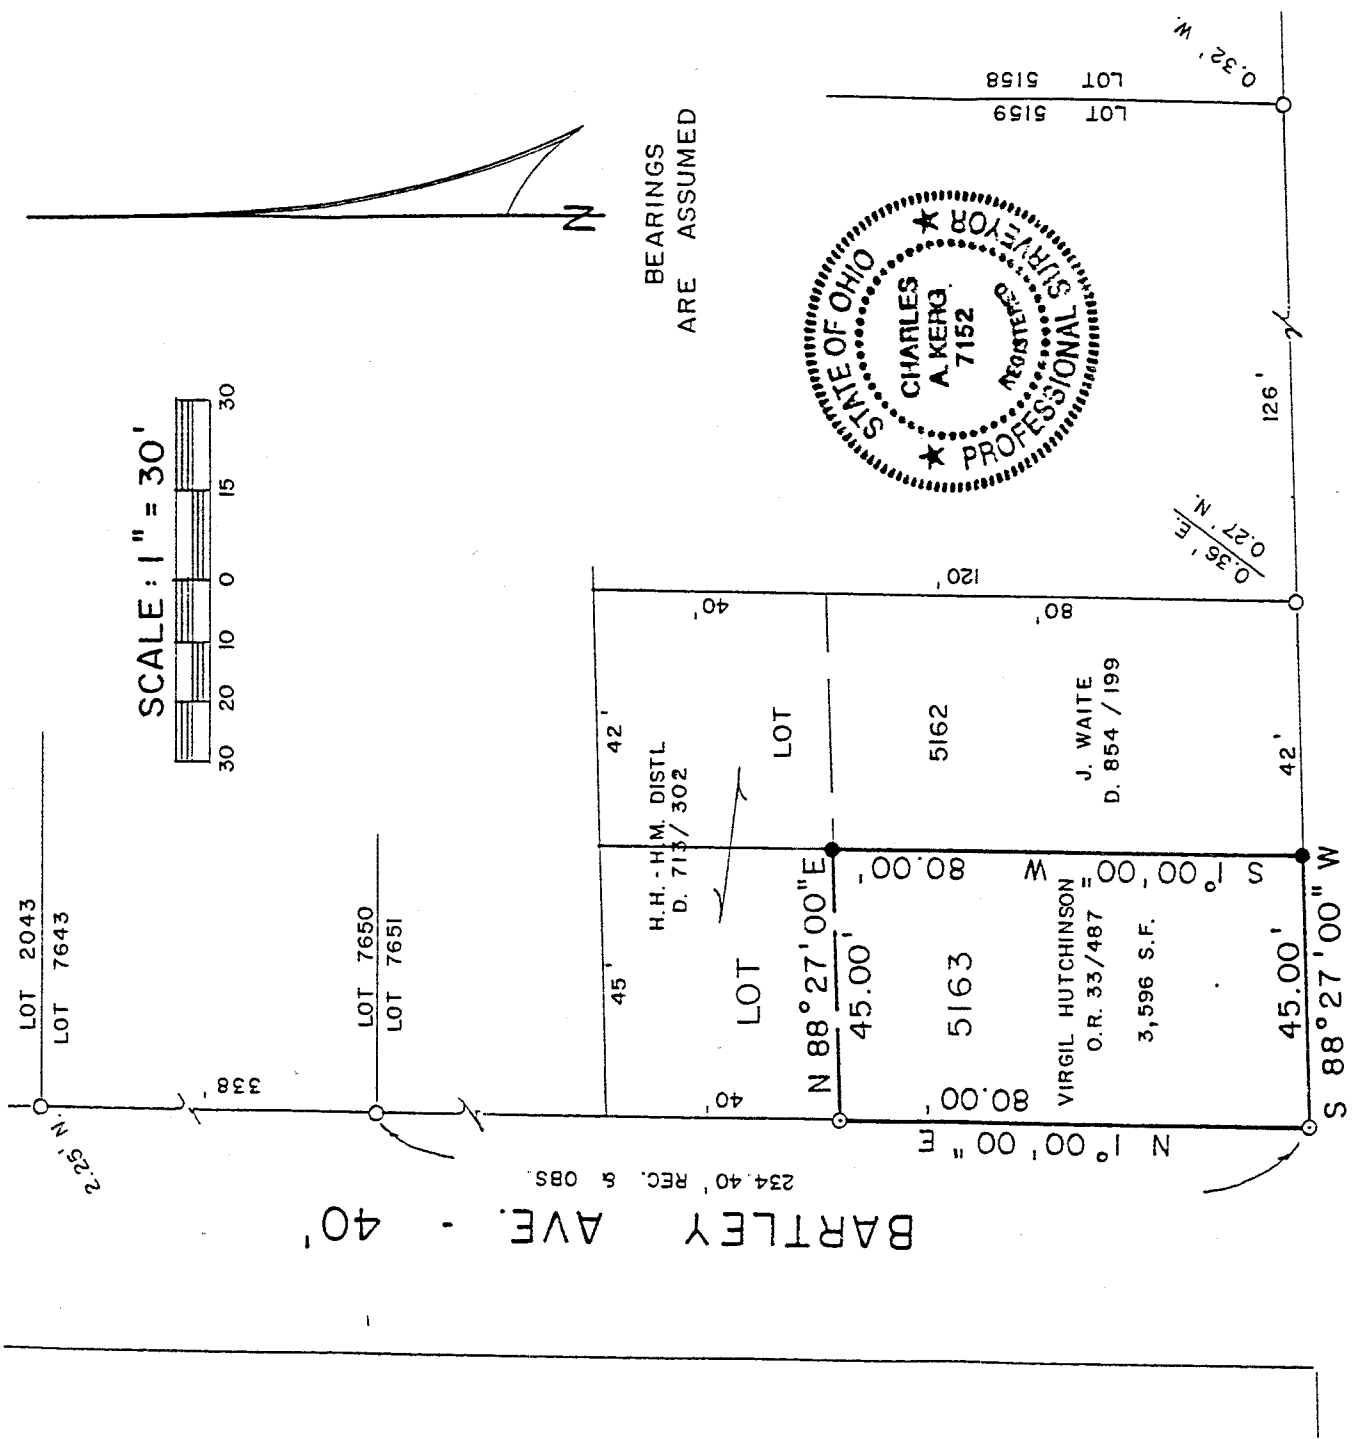 LOT 2043
LOT 7643
2.25' N.
338'
LOT 7650
LOT 7651
SCALE : 1" = 30'
30 20 10 0 15 30
N
BEARINGS
ARE ASSUMED
LOT 5158
LOT 5159
0.32' W.
45'
42'
H.H. - H.M. DISTL
D. 713 / 302
40'
40'
LOT
LOT
120'
N 88°27'00"E
45.00'
5163
VIRGIL HUTCHINSON
O.R. 33/487
3,596 S.F.
80.00'
N 1°00'00" E
80.00'
S 1°00'00" W
5162
J. WAITE
D. 854 / 199
80'
42'
45.00'
S 88°27'00" W
0.36' E.
0.27' N.
126'
234.40' REC. & OBS.
BARTLEY AVE. - 40'
STATE OF OHIO
CHARLES
A. KERG.
7152
REGISTERED
★ PROFESSIONAL SURVEYOR ★